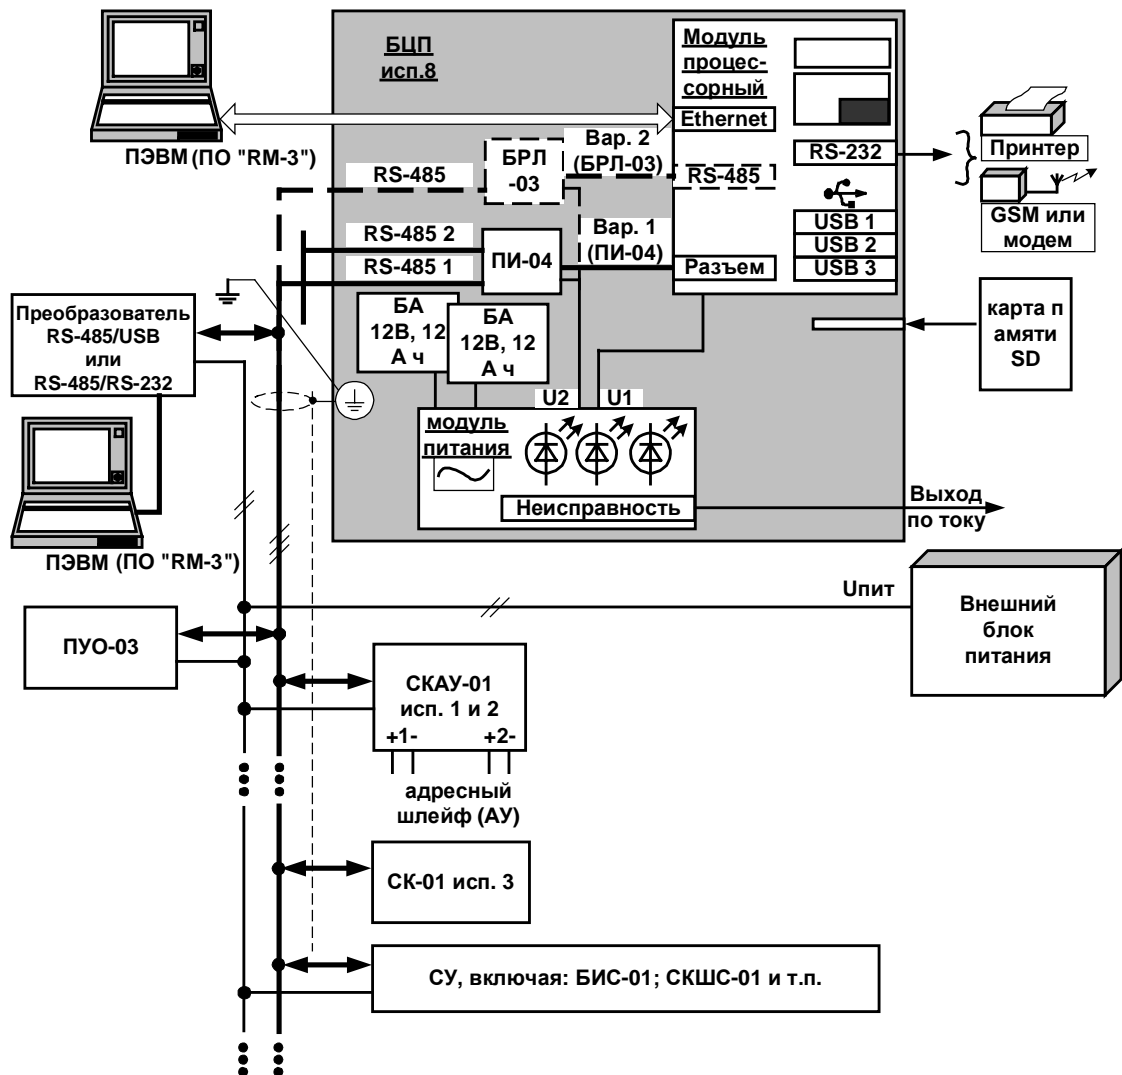 БЦП
исп.8
Модуль
процес-
сорный
Ethernet
RS-232
RS-485
USB 1
USB 2
USB 3
Разъем
ПЭВМ (ПО "RM-3")
Вар. 2
(БРЛ-03)
БРЛ
-03
RS-485
Вар. 1
(ПИ-04)
RS-485 2
RS-485 1
ПИ-04
Принтер
GSM или
модем
карта п
амяти
SD
БА
12В, 12
А ч
БА
12В, 12
А ч
Преобразователь
RS-485/USB
или
RS-485/RS-232
U2
U1
модуль
питания
Неисправность
Выход
по току
ПЭВМ (ПО "RM-3")
Uпит
Внешний
блок
питания
ПУО-03
СКАУ-01
исп. 1 и 2
+1-
+2-
адресный
шлейф (АУ)
СК-01 исп. 3
СУ, включая: БИС-01; СКШС-01 и т.п.